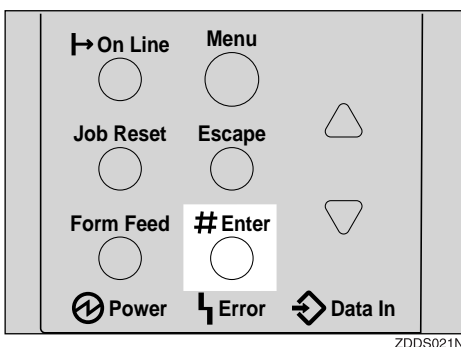 On Line Menu
Job Reset Escape
Form Feed # Enter
Power Error Data In
ZDDS021N